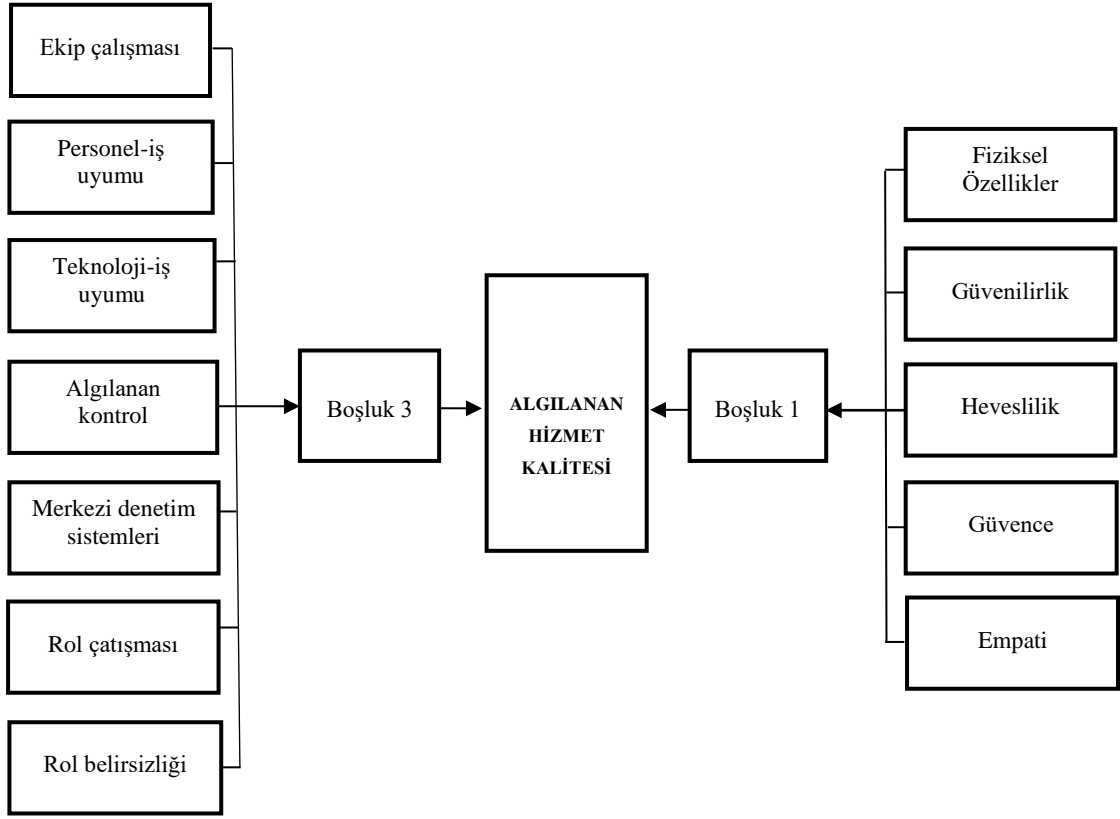 Ekip çalışması
Personel-iş
uyumu
Teknoloji-iş
uyumu
Algılanan
kontrol
Merkezi denetim
sistemleri
Rol çatışması
Rol belirsizliği
Boşluk 3
ALGILANAN
HİZMET
KALİTESİ
Boşluk 1
Fiziksel
Özellikler
Güvenilirlik
Heveslilik
Güvence
Empati